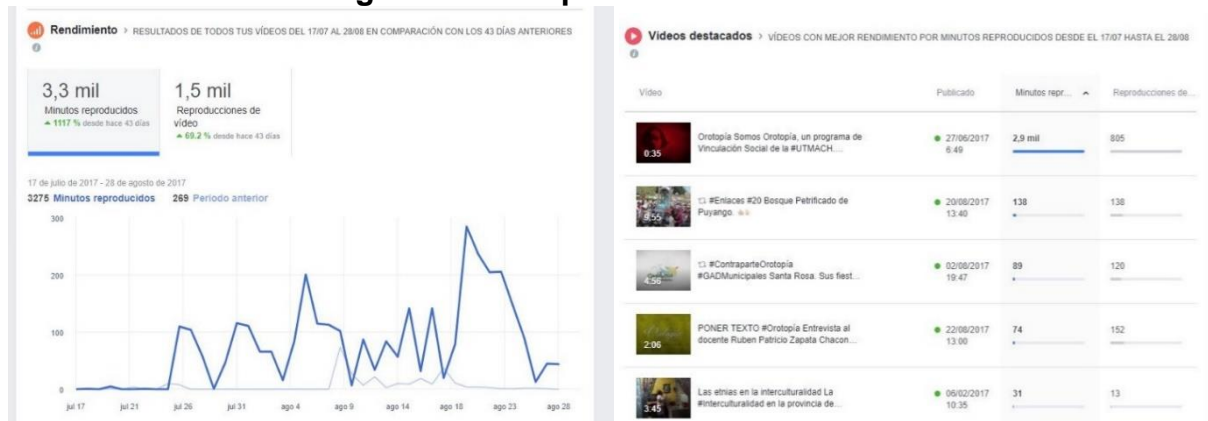 Rendimiento > RESULTADOS DE TODOS TUS VÍDEOS DEL 17/07 AL 28/08 EN COMPARACIÓN CON LOS 43 DÍAS ANTERIORES
3,3 mil
Minutos reproducidos
1117 % desde hace 43 días
1,5 mil
Reproducciones de
vídeo
69.2 % desde hace 43 días
17 de julio de 2017 - 28 de agosto de 2017
3275 Minutos reproducidos 269 Periodo anterior
300
200
100
0
jul 17 jul 21 jul 26 jul 31 ago 4 ago 9 ago 14 ago 18 ago 23 ago 28
Vídeos destacados > VÍDEOS CON MEJOR RENDIMIENTO POR MINUTOS REPRODUCIDOS DESDE EL 17/07 HASTA EL 28/08
Vídeo Publicado Minutos repr... Reproducciones de...
Orotopía Somos Orotopía, un programa de
Vinculación Social de la #UTMACH....
0:35
27/06/2017
6:49
2,9 mil
805
#Enlaces #20 Bosque Petrificado de
Puyango.
9:55
20/08/2017
13:40
138
138
#ContraparteOrotopía
#GADMunicipales Santa Rosa. Sus fiest...
4:56
02/08/2017
19:47
89
120
PONER TEXTO #Orotopía Entrevista al
docente Ruben Patricio Zapata Chacon...
2:06
22/08/2017
13:00
74
152
Las etnias en la interculturalidad La
#Interculturalidad en la provincia de...
3:45
06/02/2017
10:35
31
13